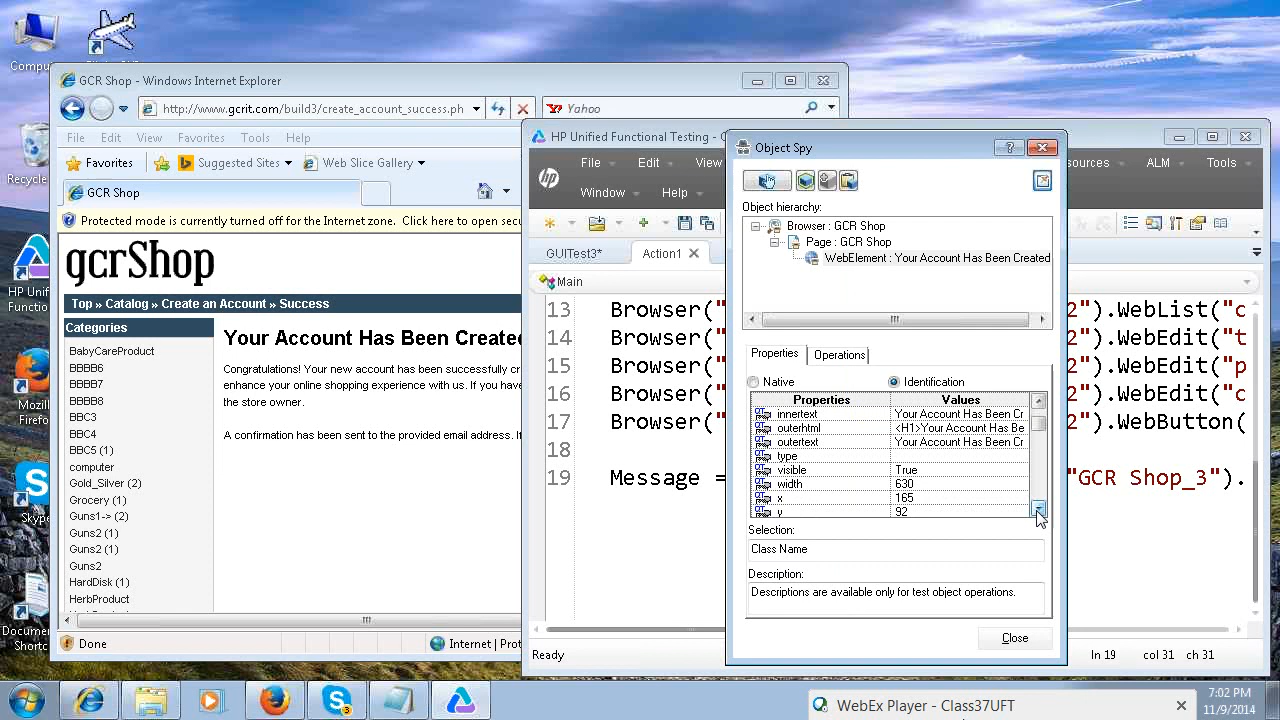 Compu
Recycle
HP Unif
Functio
Mozil
Firefo
Skype
Documen
Shortc
GCR Shop - Windows Internet Explorer
http://www.gcrit.com/build3/create_account_success.ph
Yahoo
File Edit View Favorites Tools Help
Favorites Suggested Sites Web Slice Gallery
GCR Shop
Protected mode is currently turned off for the Internet zone. Click here to open secu
gcrShop
Top » Catalog » Create an Account » Success
Categories
BabyCareProduct
BBBB6
BBBB7
BBBB8
BBC3
BBC4
BBC5 (1)
computer
Gold_Silver (2)
Grocery (1)
Guns1-> (2)
Guns2 (1)
Guns2 (1)
Guns2
HardDisk (1)
HerbProduct
Your Account Has Been Created
Congratulations! Your new account has been successfully cr
enhance your online shopping experience with us. If you have
the store owner.
A confirmation has been sent to the provided email address. If
Done Internet | Prot
HP Unified Functional Testing - G
hp
File Edit View sources ALM Tools
Window Help
GUITest3* Action1
Main
13 Browser(" 2").WebList("c
14 Browser(" 2").WebEdit("t
15 Browser(" 2").WebEdit("p
16 Browser(" 2").WebEdit("c
17 Browser(" 2").WebButton(
18
19 Message = "GCR Shop_3").
Ready ln 19 col 31 ch 31
Object Spy
Object hierarchy:
Browser : GCR Shop
Page : GCR Shop
WebElement : Your Account Has Been Created
Properties Operations
Native Identification
Properties Values
innertext Your Account Has Been Cr
outerhtml <H1>Your Account Has Be
outertext Your Account Has Been Cr
type
visible True
width 630
x 165
y 92
Selection:
Class Name
Description:
Descriptions are available only for test object operations.
Close
WebEx Player - Class37UFT
7:02 PM
11/9/2014